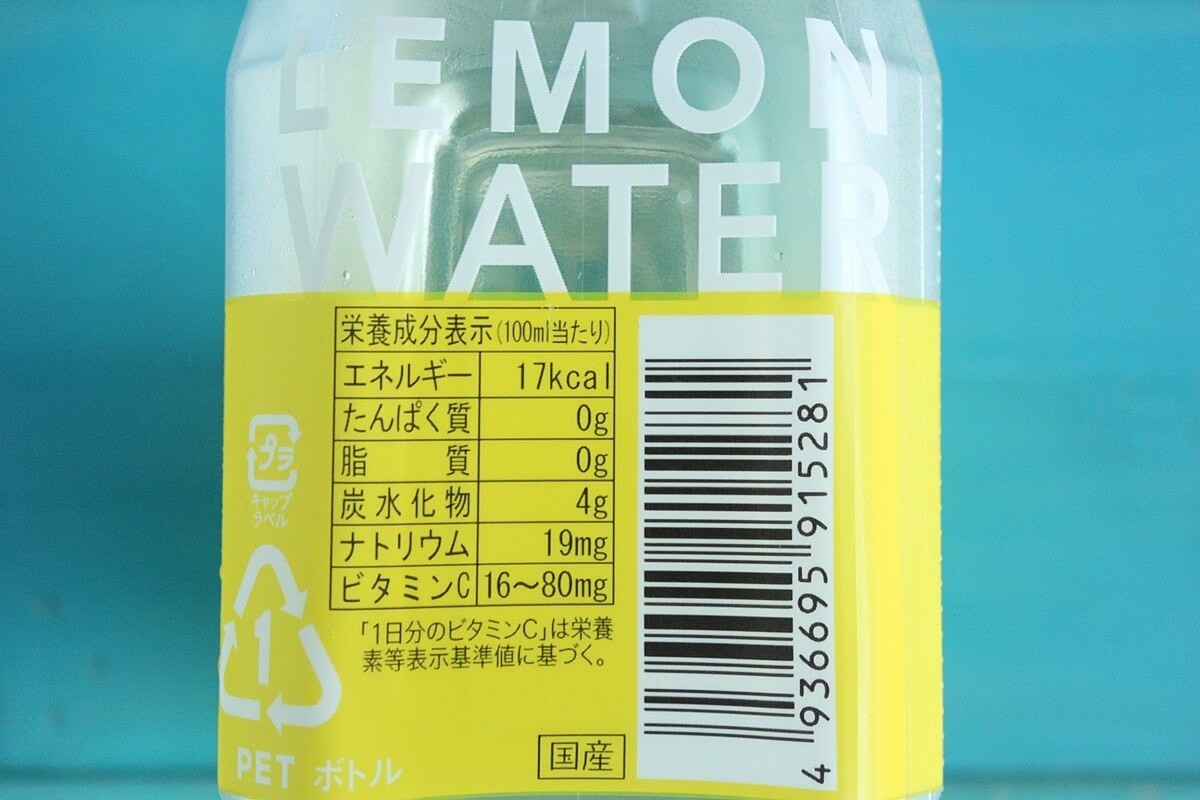 LEMON
WATER
栄養成分表示(100ml当たり)
エネルギー 17kcal
たんぱく質 0g
脂質 0g
炭水化物 4g
ナトリウム 19mg
ビタミンC 16～80mg
「1日分のビタミンC」は栄養
素等表示基準値に基づく。
国産
プラ
キャップ
ラベル
1
PET ボトル
4 936695 915281